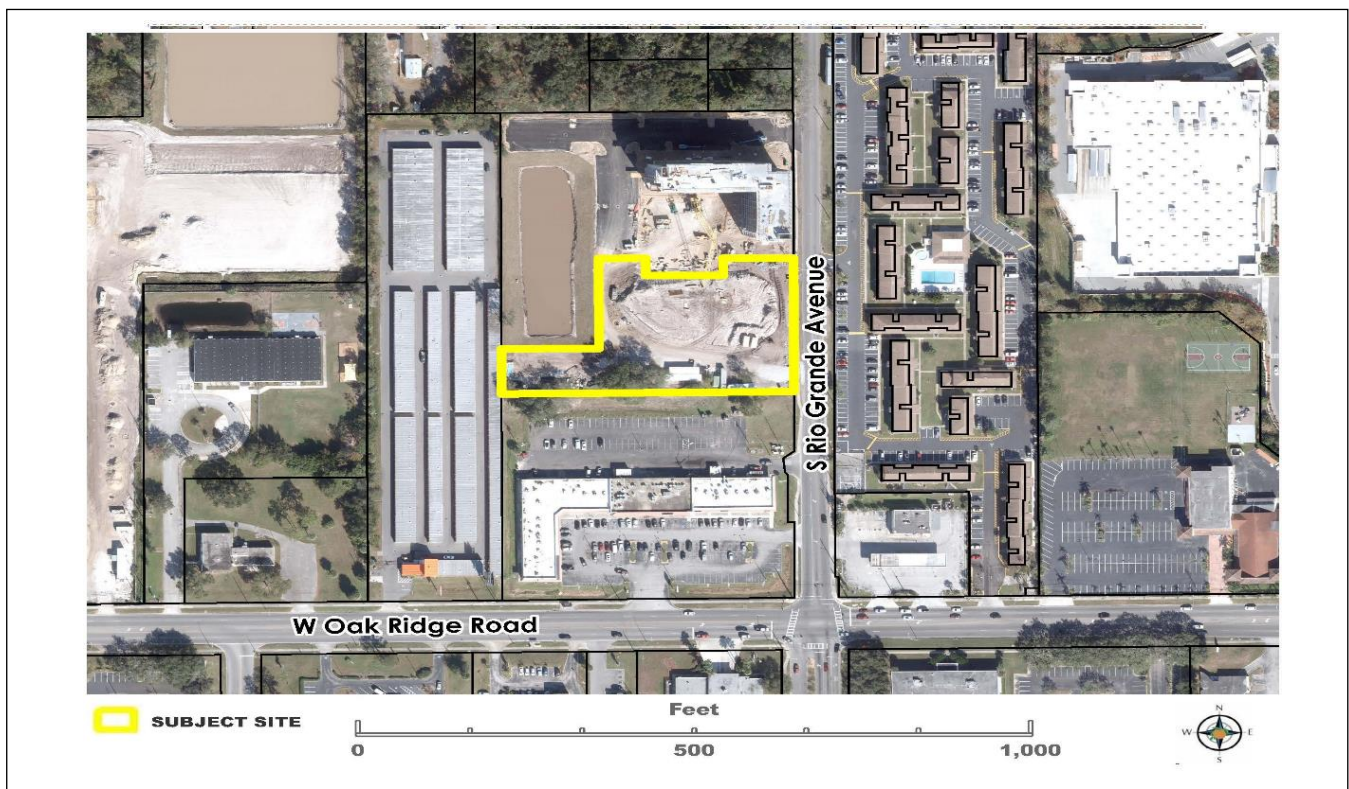 S Rio Grande Avenue
W Oak Ridge Road
SUBJECT SITE
Feet
0 500 1,000
N
W E
S